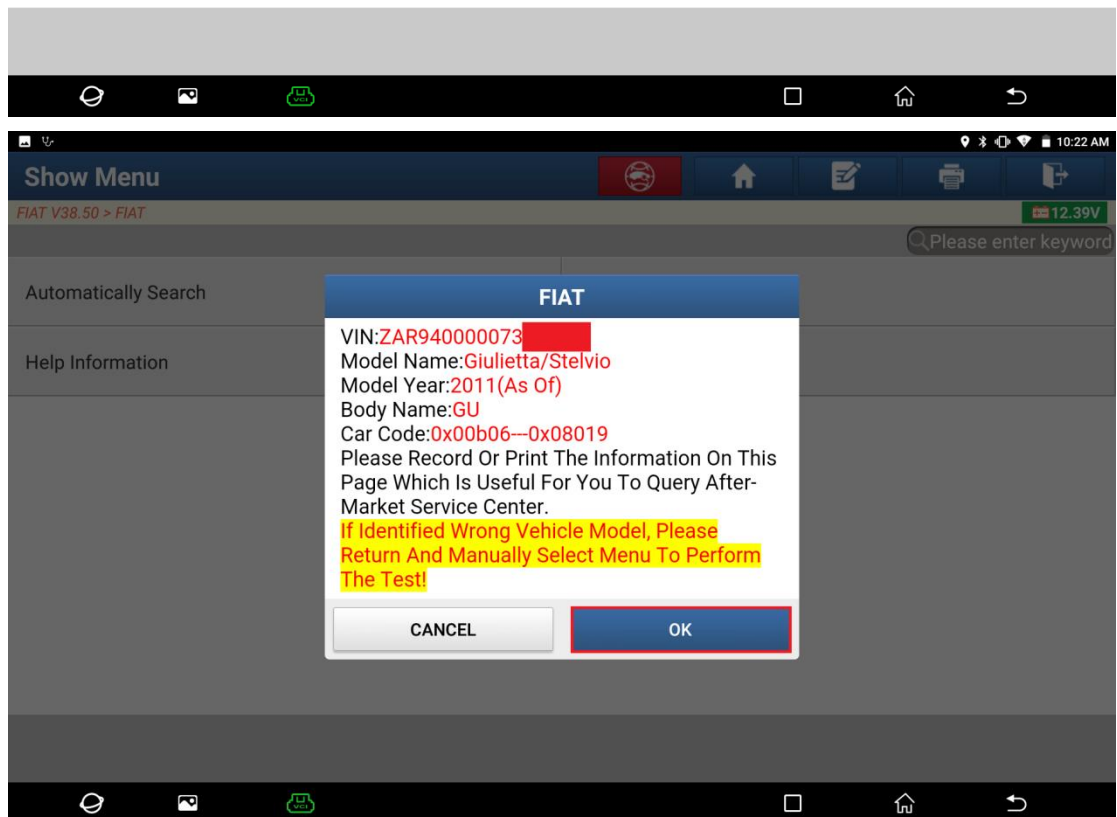 VCI
10:22 AM
Show Menu
FIAT V38.50 > FIAT
12.39V
Please enter keyword
Automatically Search
Help Information
FIAT
VIN:ZAR940000073
Model Name:Giulietta/Stelvio
Model Year:2011(As Of)
Body Name:GU
Car Code:0x00b06---0x08019
Please Record Or Print The Information On This
Page Which Is Useful For You To Query After-
Market Service Center.
If Identified Wrong Vehicle Model, Please
Return And Manually Select Menu To Perform
The Test!
CANCEL
OK
VCI